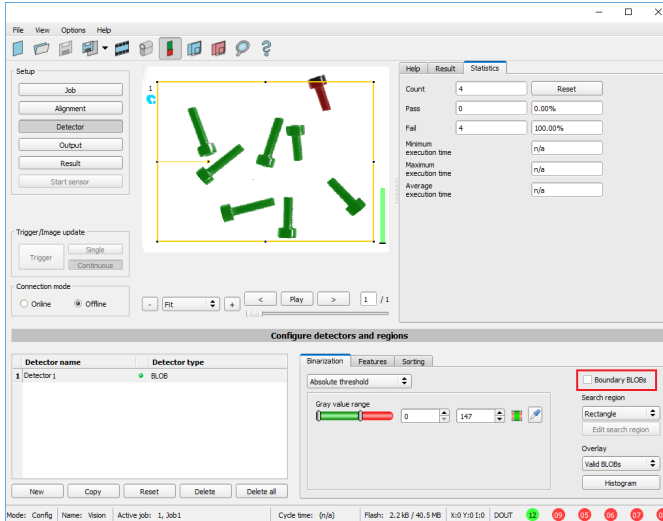 File View Options Help
Setup
Job
Alignment
Detector
Output
Result
Start sensor
Trigger/Image update
Trigger
Single
Continuous
Connection mode
Online Offline
1
- Fit + < Play > 1 / 1
Help Result Statistics
Count 4 Reset
Pass 0 0.00%
Fail 4 100.00%
Minimum
execution time n/a
Maximum
execution time n/a
Average
execution time n/a
Configure detectors and regions
Detector name Detector type
1 Detector1 BLOB
New Copy Reset Delete Delete all
Binarization Features Sorting
Absolute threshold
Gray value range
0 147
Boundary BLOBs
Search region
Rectangle
Edit search region
Overlay
Valid BLOBs
Histogram
Mode: Config Name: Vision Active job: 1, Job1 Cycle time: (n/a) Flash: 2.2 kB / 40.5 MB X:0 Y:0 I:0 DOUT 12 09 05 06 07